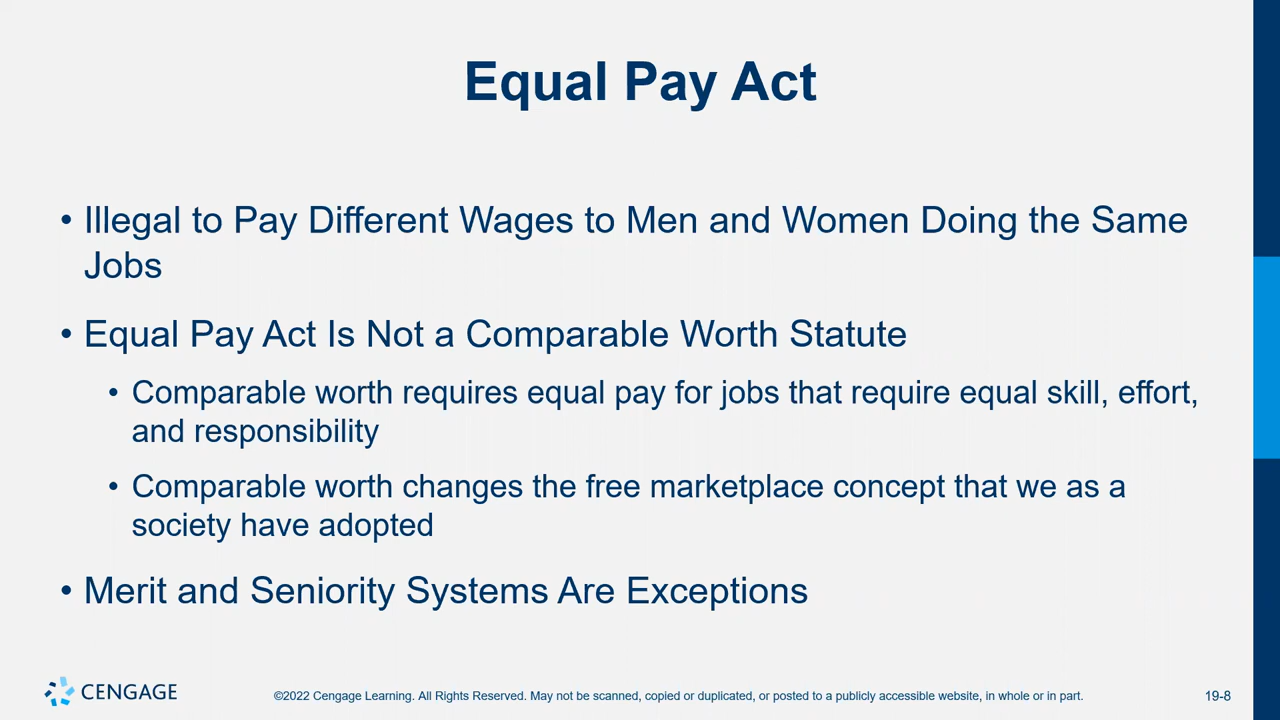 Equal Pay Act
• Illegal to Pay Different Wages to Men and Women Doing the Same
Jobs
• Equal Pay Act Is Not a Comparable Worth Statute
• Comparable worth requires equal pay for jobs that require equal skill, effort,
and responsibility
• Comparable worth changes the free marketplace concept that we as a
society have adopted
• Merit and Seniority Systems Are Exceptions
CENGAGE
©2022 Cengage Learning. All Rights Reserved. May not be scanned, copied or duplicated, or posted to a publicly accessible website, in whole or in part.
19-8